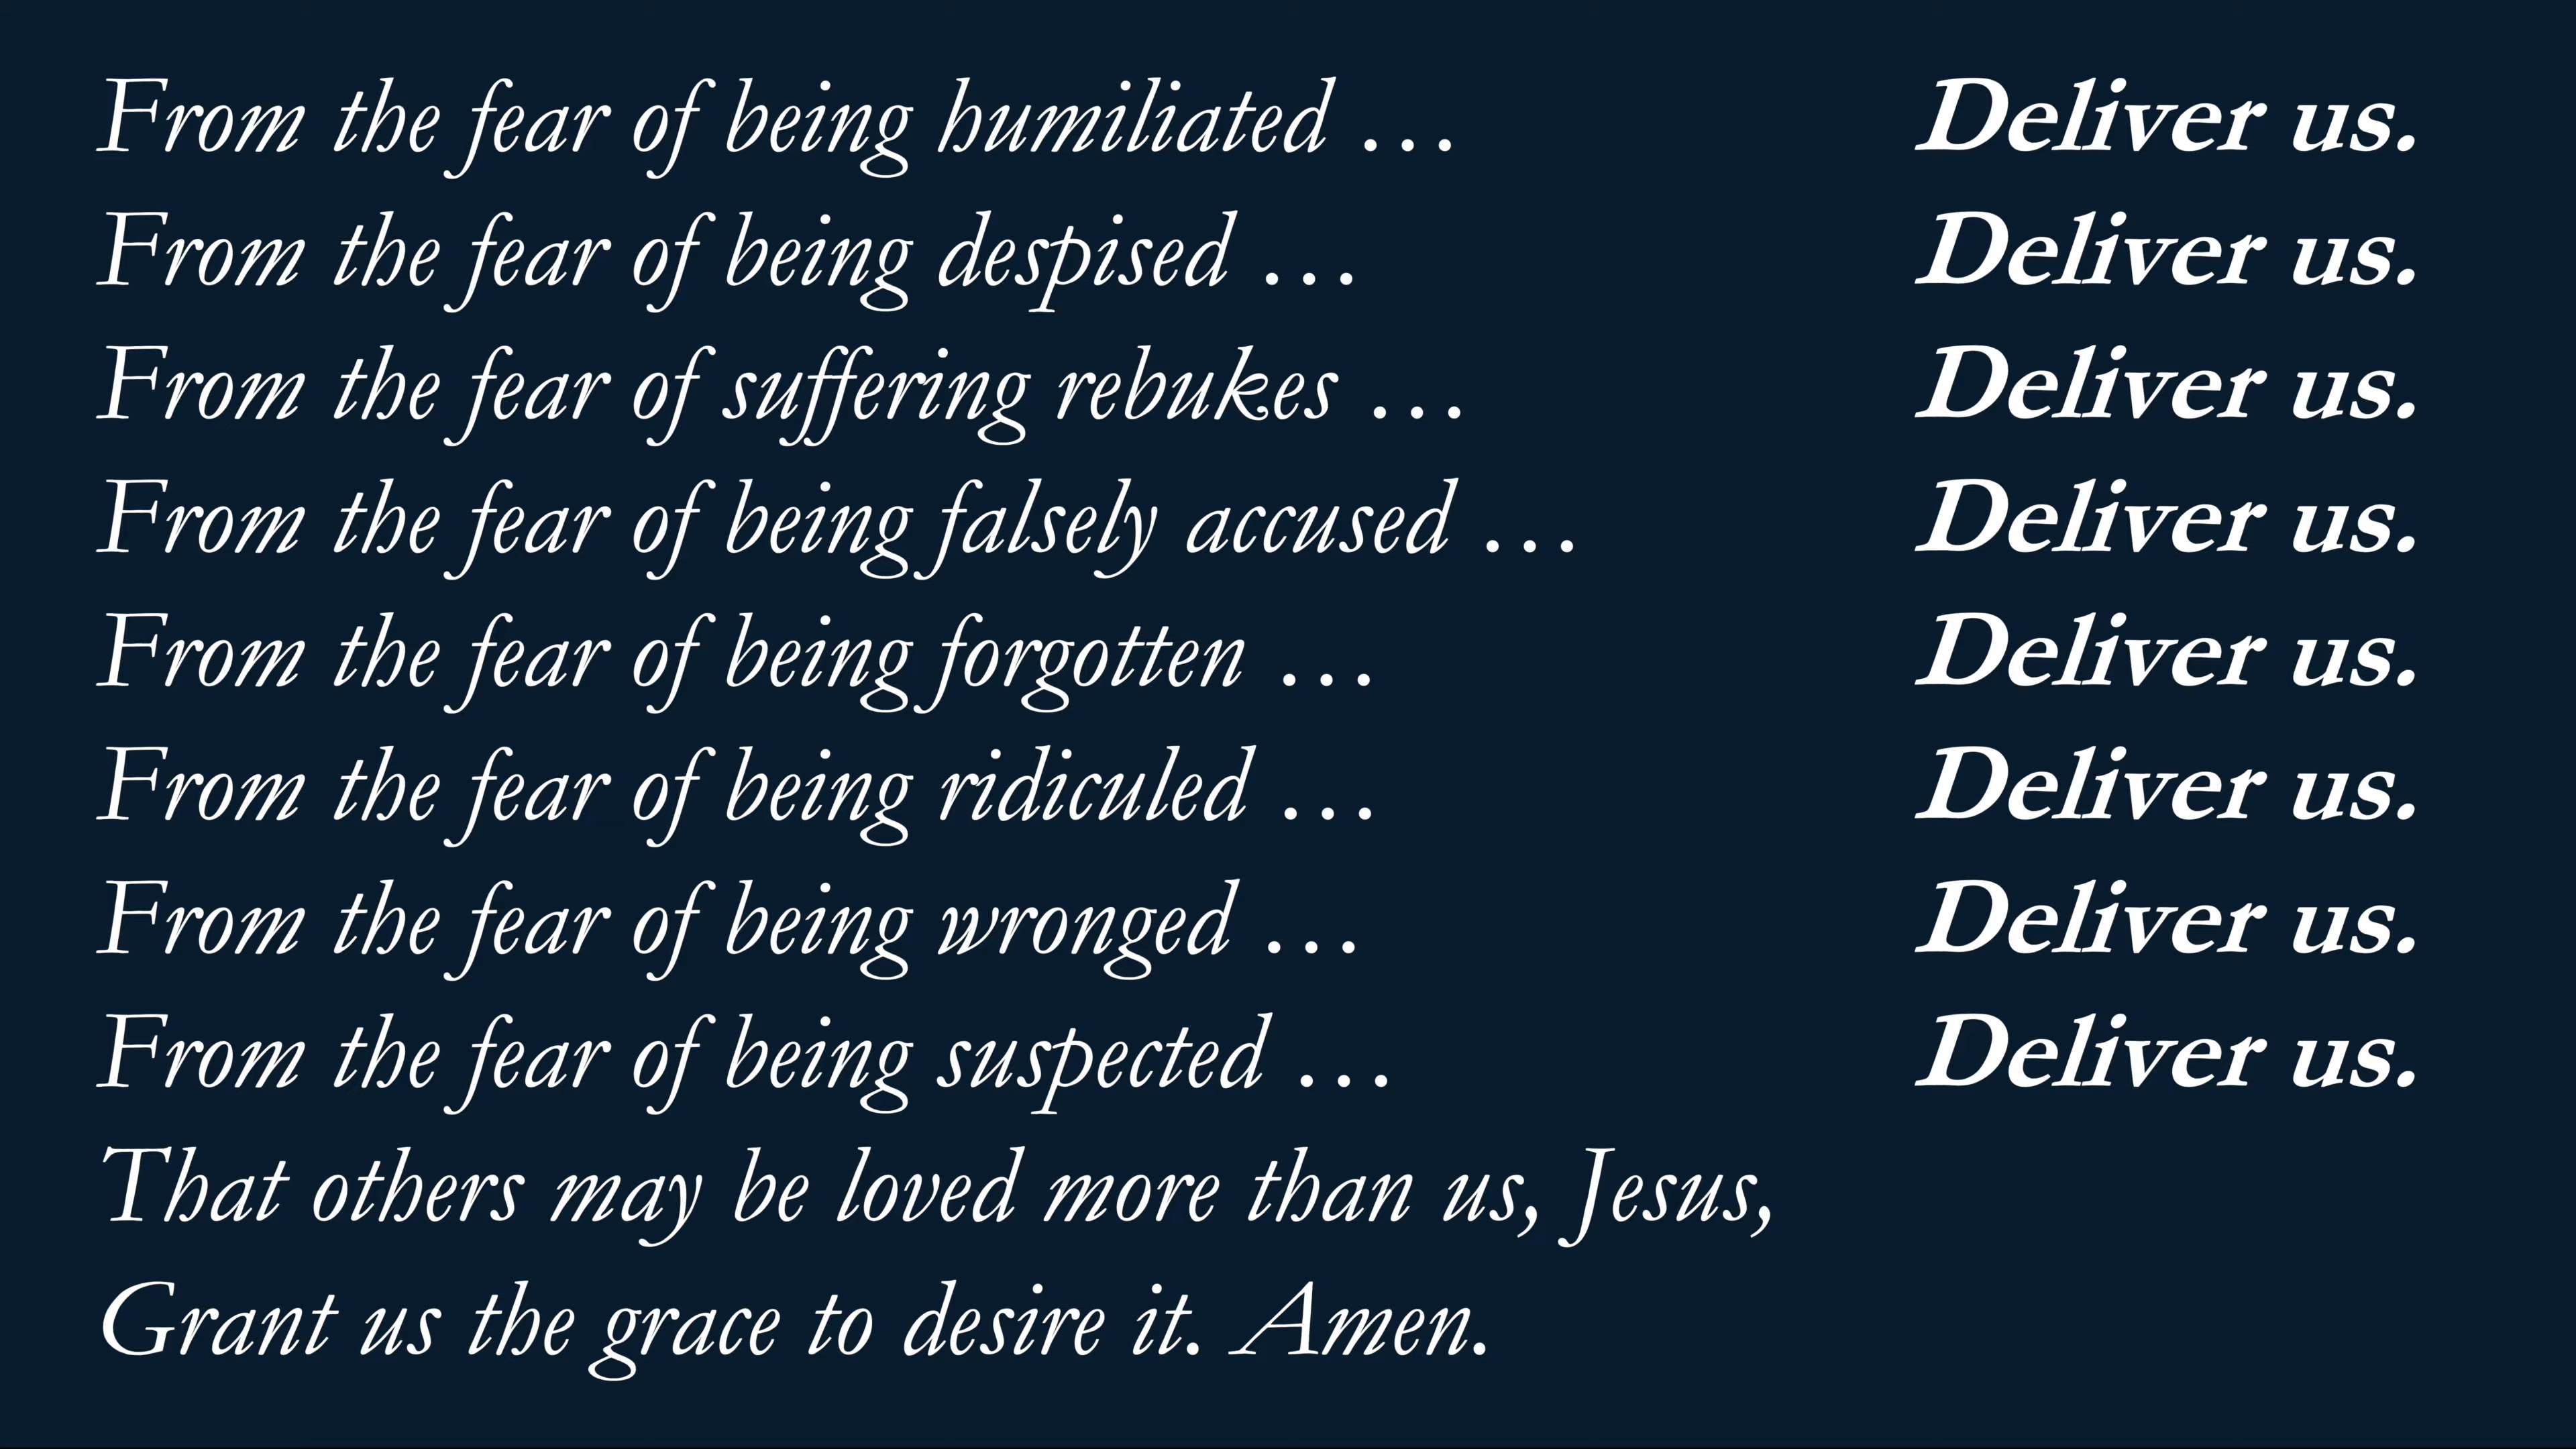 From the fear of being humiliated … Deliver us.
From the fear of being despised … Deliver us.
From the fear of suffering rebukes … Deliver us.
From the fear of being falsely accused … Deliver us.
From the fear of being forgotten … Deliver us.
From the fear of being ridiculed … Deliver us.
From the fear of being wronged … Deliver us.
From the fear of being suspected … Deliver us.
That others may be loved more than us, Jesus,
Grant us the grace to desire it. Amen.